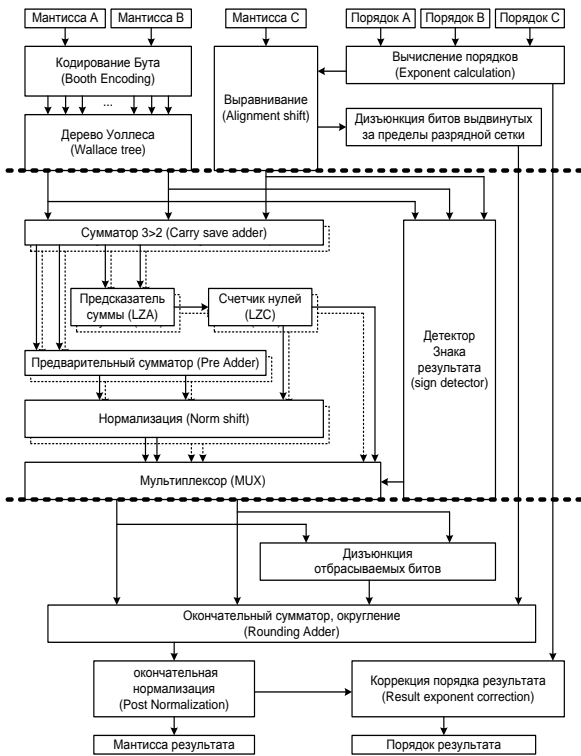 Мантисса A
Мантисса B
Мантисса C
Порядок A
Порядок B
Порядок C
Кодирование Бута
(Booth Encoding)
Вычисление порядков
(Exponent calculation)
...
Выравнивание
(Alignment shift)
Дизъюнкция битов выдвинутых
за пределы разрядной сетки
Дерево Уоллеса
(Wallace tree)
Сумматор 3>2 (Carry save adder)
Предсказатель
суммы (LZA)
Счетчик нулей
(LZC)
Детектор
Знака
результата
(sign detector)
Предварительный сумматор (Pre Adder)
Нормализация (Norm shift)
Мультиплексор (MUX)
Дизъюнкция
отбрасываемых битов
Окончательный сумматор, округление
(Rounding Adder)
окончательная
нормализация
(Post Normalization)
Коррекция порядка результата
(Result exponent correction)
Мантисса результата
Порядок результата